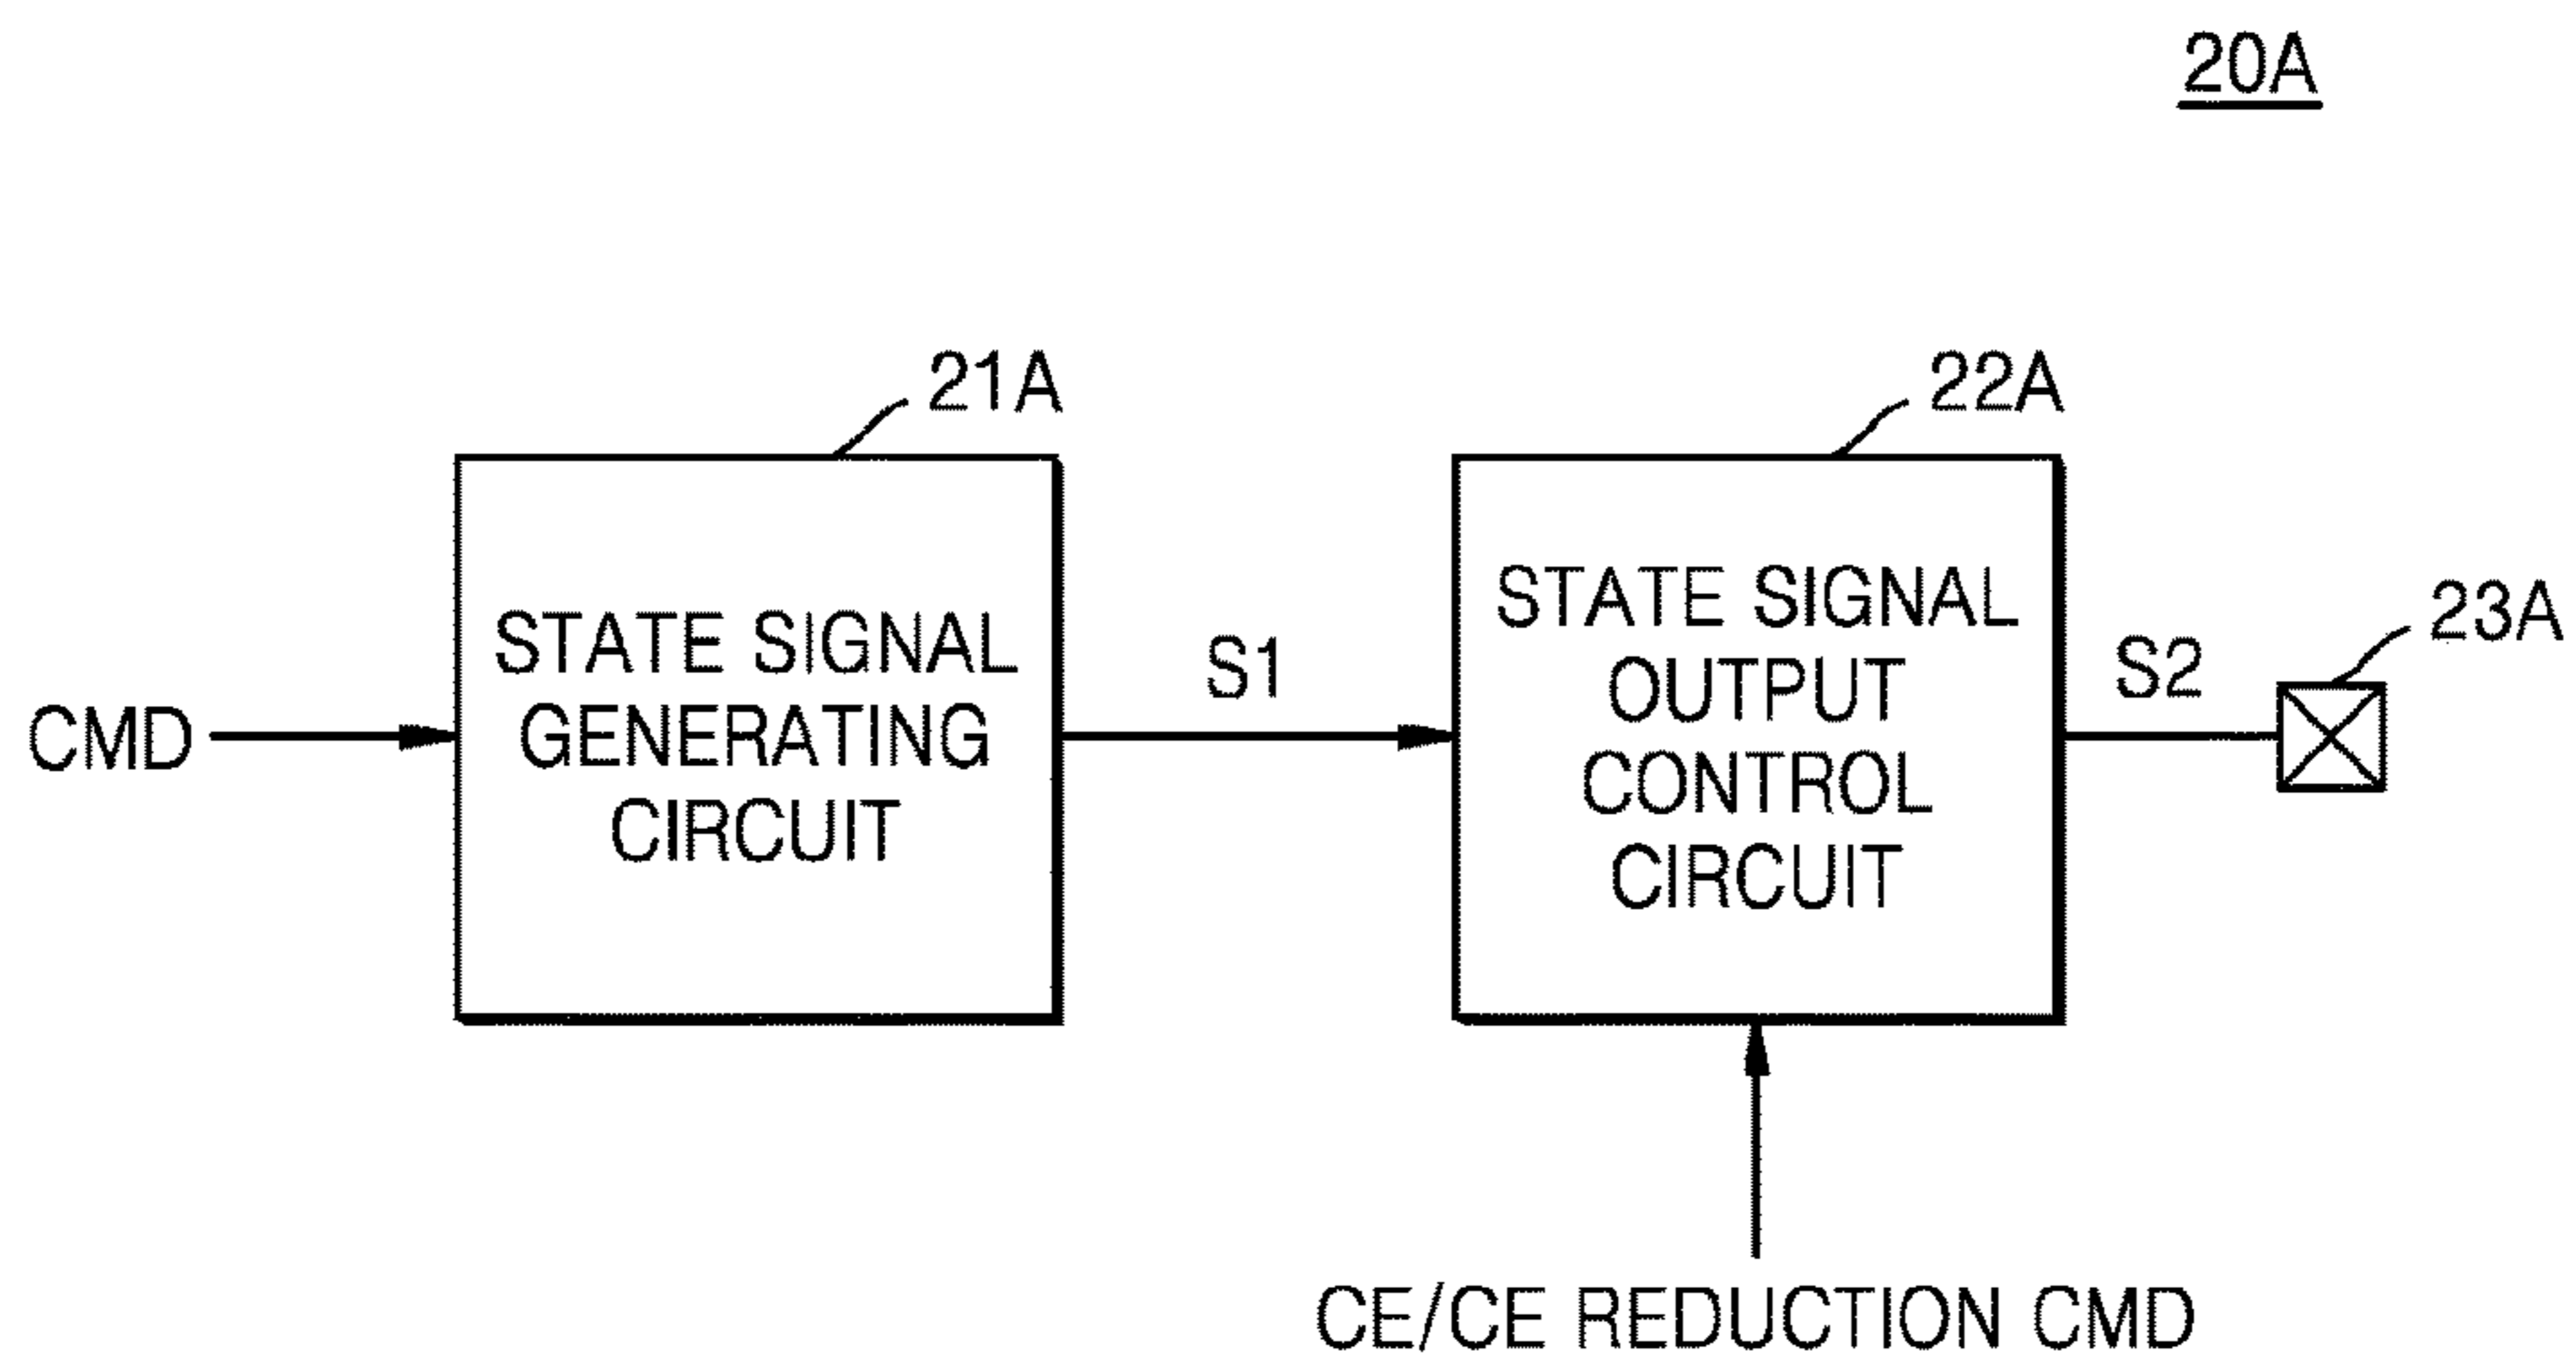 20A
21A
22A
STATE SIGNAL
GENERATING
CIRCUIT
STATE SIGNAL
OUTPUT
CONTROL
CIRCUIT
CMD
S1
S2
23A
CE/CE REDUCTION CMD